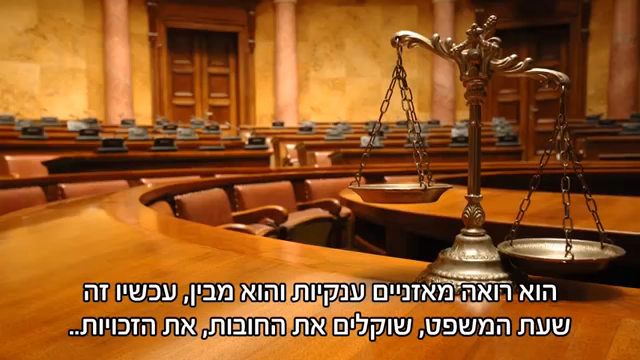 הוא רואה מאזניים ענקיות והוא מבין, עכשיו זה
שעת המשפט, שוקלים את החובות, את הזכויות..